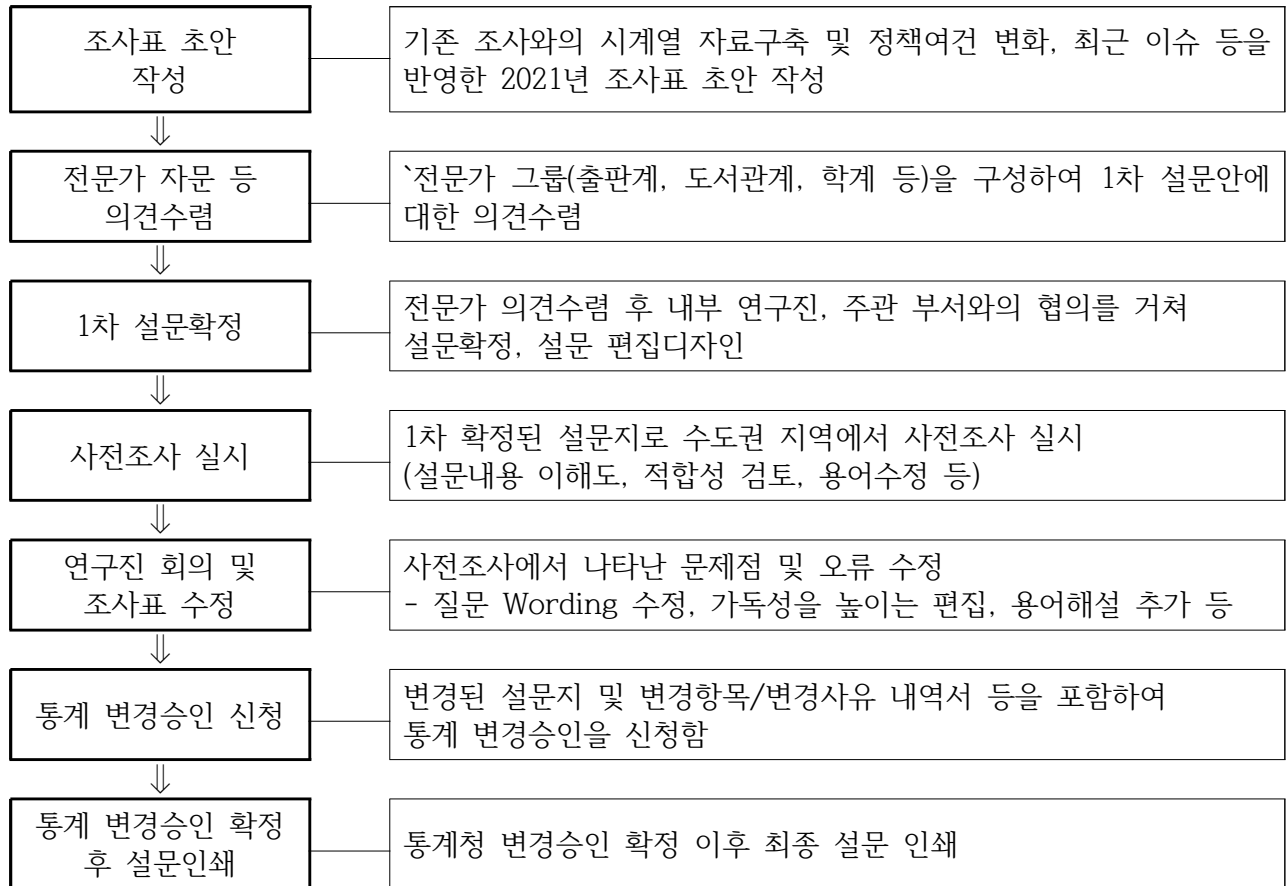 조사표 초안
작성
기존 조사와의 시계열 자료구축 및 정책여건 변화, 최근 이슈 등을
반영한 2021년 조사표 초안 작성
⇓
전문가 자문 등
의견수렴
`전문가 그룹(출판계, 도서관계, 학계 등)을 구성하여 1차 설문안에
대한 의견수렴
⇓
1차 설문확정
전문가 의견수렴 후 내부 연구진, 주관 부서와의 협의를 거쳐
설문확정, 설문 편집디자인
⇓
사전조사 실시
1차 확정된 설문지로 수도권 지역에서 사전조사 실시
(설문내용 이해도, 적합성 검토, 용어수정 등)
⇓
연구진 회의 및
조사표 수정
사전조사에서 나타난 문제점 및 오류 수정
- 질문 Wording 수정, 가독성을 높이는 편집, 용어해설 추가 등
⇓
통계 변경승인 신청
변경된 설문지 및 변경항목/변경사유 내역서 등을 포함하여
통계 변경승인을 신청함
⇓
통계 변경승인 확정
후 설문인쇄
통계청 변경승인 확정 이후 최종 설문 인쇄